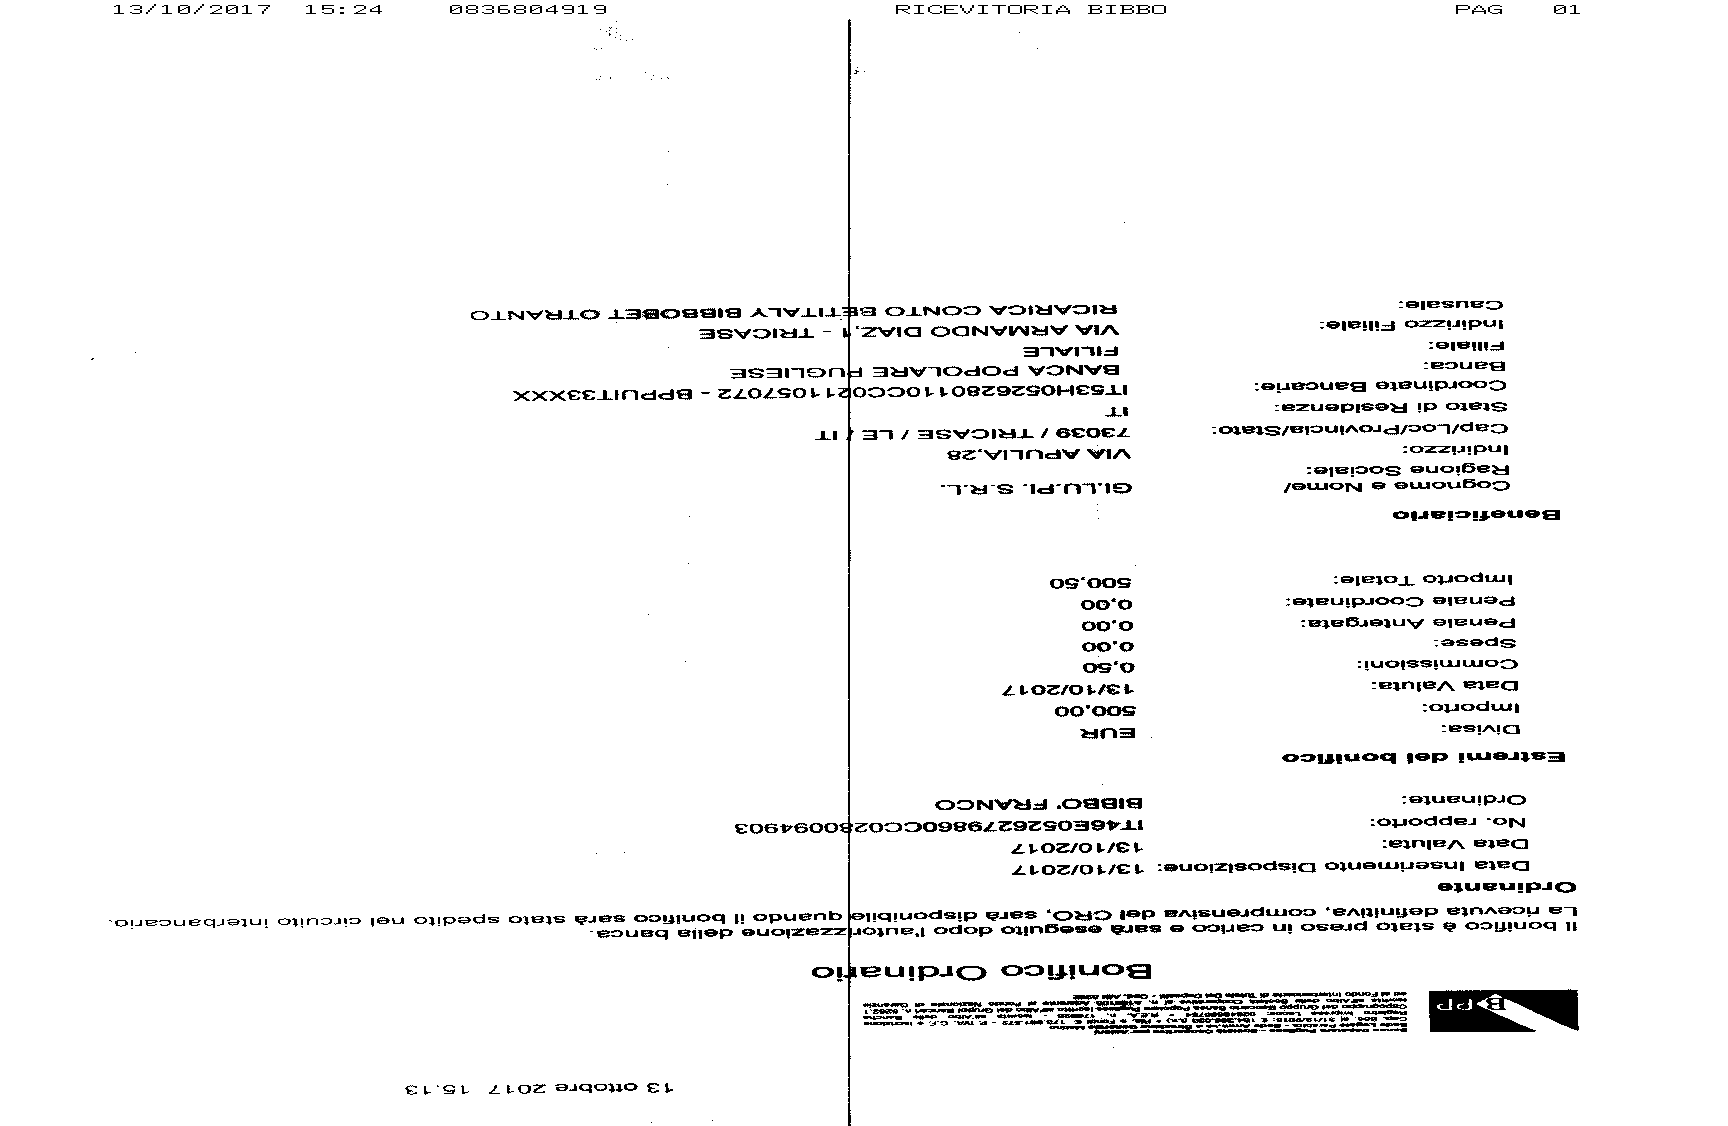 13/10/2017 15:24 0836804919 RICEVITORIA BIBBO PAG 01
13 ottobre 2017 15.13
BPP
Bonifico Ordinario
Il bonifico è stato preso in carico e sarà eseguito dopo l'autorizzazione della banca.
La ricevuta definitiva, comprensiva del CRO, sarà disponibile quando il bonifico sarà stato spedito nel circuito interbancario.
Ordinante
Data Inserimento Disposizione: 13/10/2017
Data Valuta: 13/10/2017
No. rapporto: IT46E0526279860CC0280094903
Ordinante: BIBBO' FRANCO
Estremi del bonifico
Divisa: EUR
Importo: 500,00
Data Valuta: 13/10/2017
Commissioni: 0,50
Spese: 0,00
Penale Antergata: 0,00
Penale Coordinate: 0,00
Importo Totale: 500,50
Beneficiario
Cognome e Nome/ GI.LU.PI. S.R.L.
Ragione Sociale:
Indirizzo: VIA APULIA,28
Cap/Loc/Provincia/Stato: 73039 / TRICASE / LE / IT
Stato di Residenza: IT
Coordinate Bancarie: IT53H0526280110CC0211057072 - BPPUIT33XXX
Banca: BANCA POPOLARE PUGLIESE
Filiale: FILIALE
Indirizzo Filiale: VIA ARMANDO DIAZ,1 - TRICASE
Causale: RICARICA CONTO BETITALY BIBBOBET OTRANTO